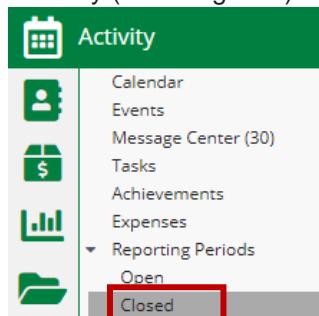 Activity
Calendar
Events
Message Center (30)
Tasks
Achievements
Expenses
Reporting Periods
Open
Closed
$